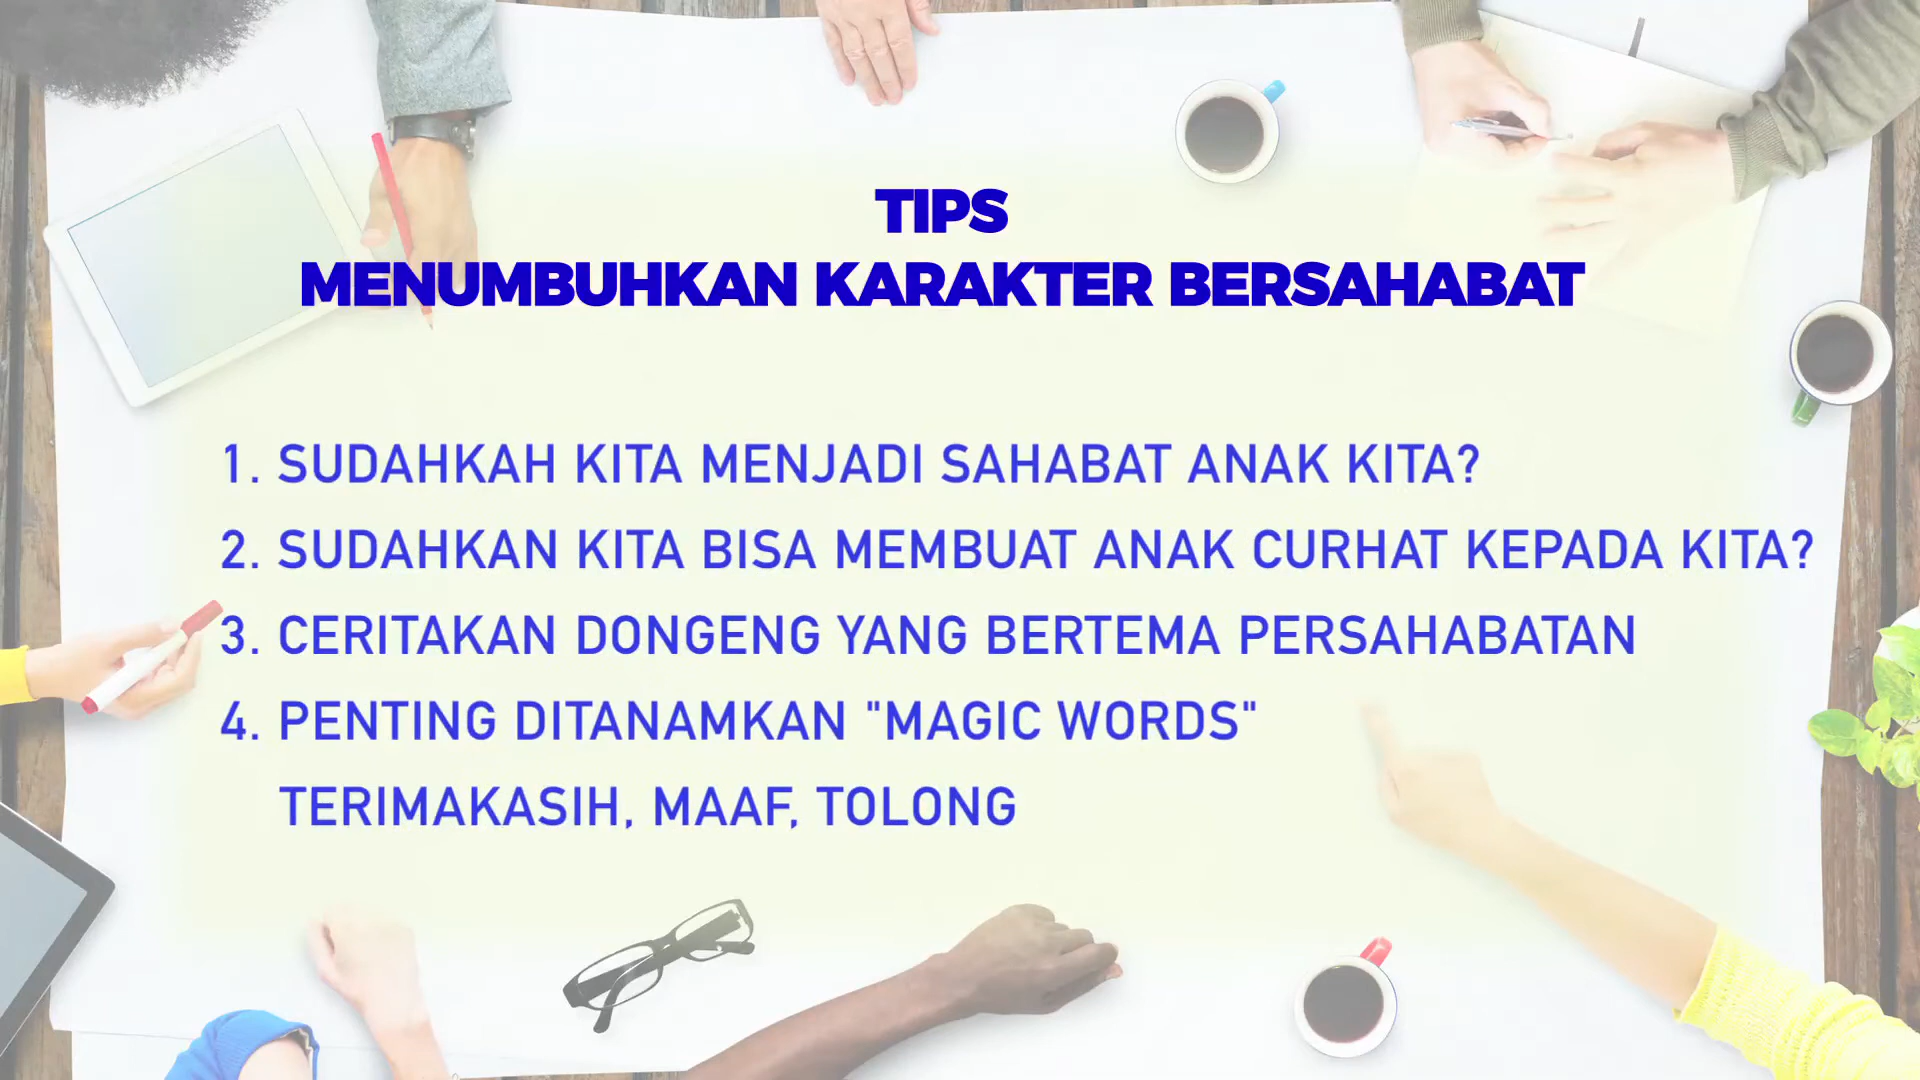 TIPS
MENUMBUHKAN KARAKTER BERSAHABAT
1. SUDAHKAH KITA MENJADI SAHABAT ANAK KITA?
2. SUDAHKAN KITA BISA MEMBUAT ANAK CURHAT KEPADA KITA?
3. CERITAKAN DONGENG YANG BERTEMA PERSAHABATAN
4. PENTING DITANAMKAN "MAGIC WORDS"
TERIMAKASIH, MAAF, TOLONG